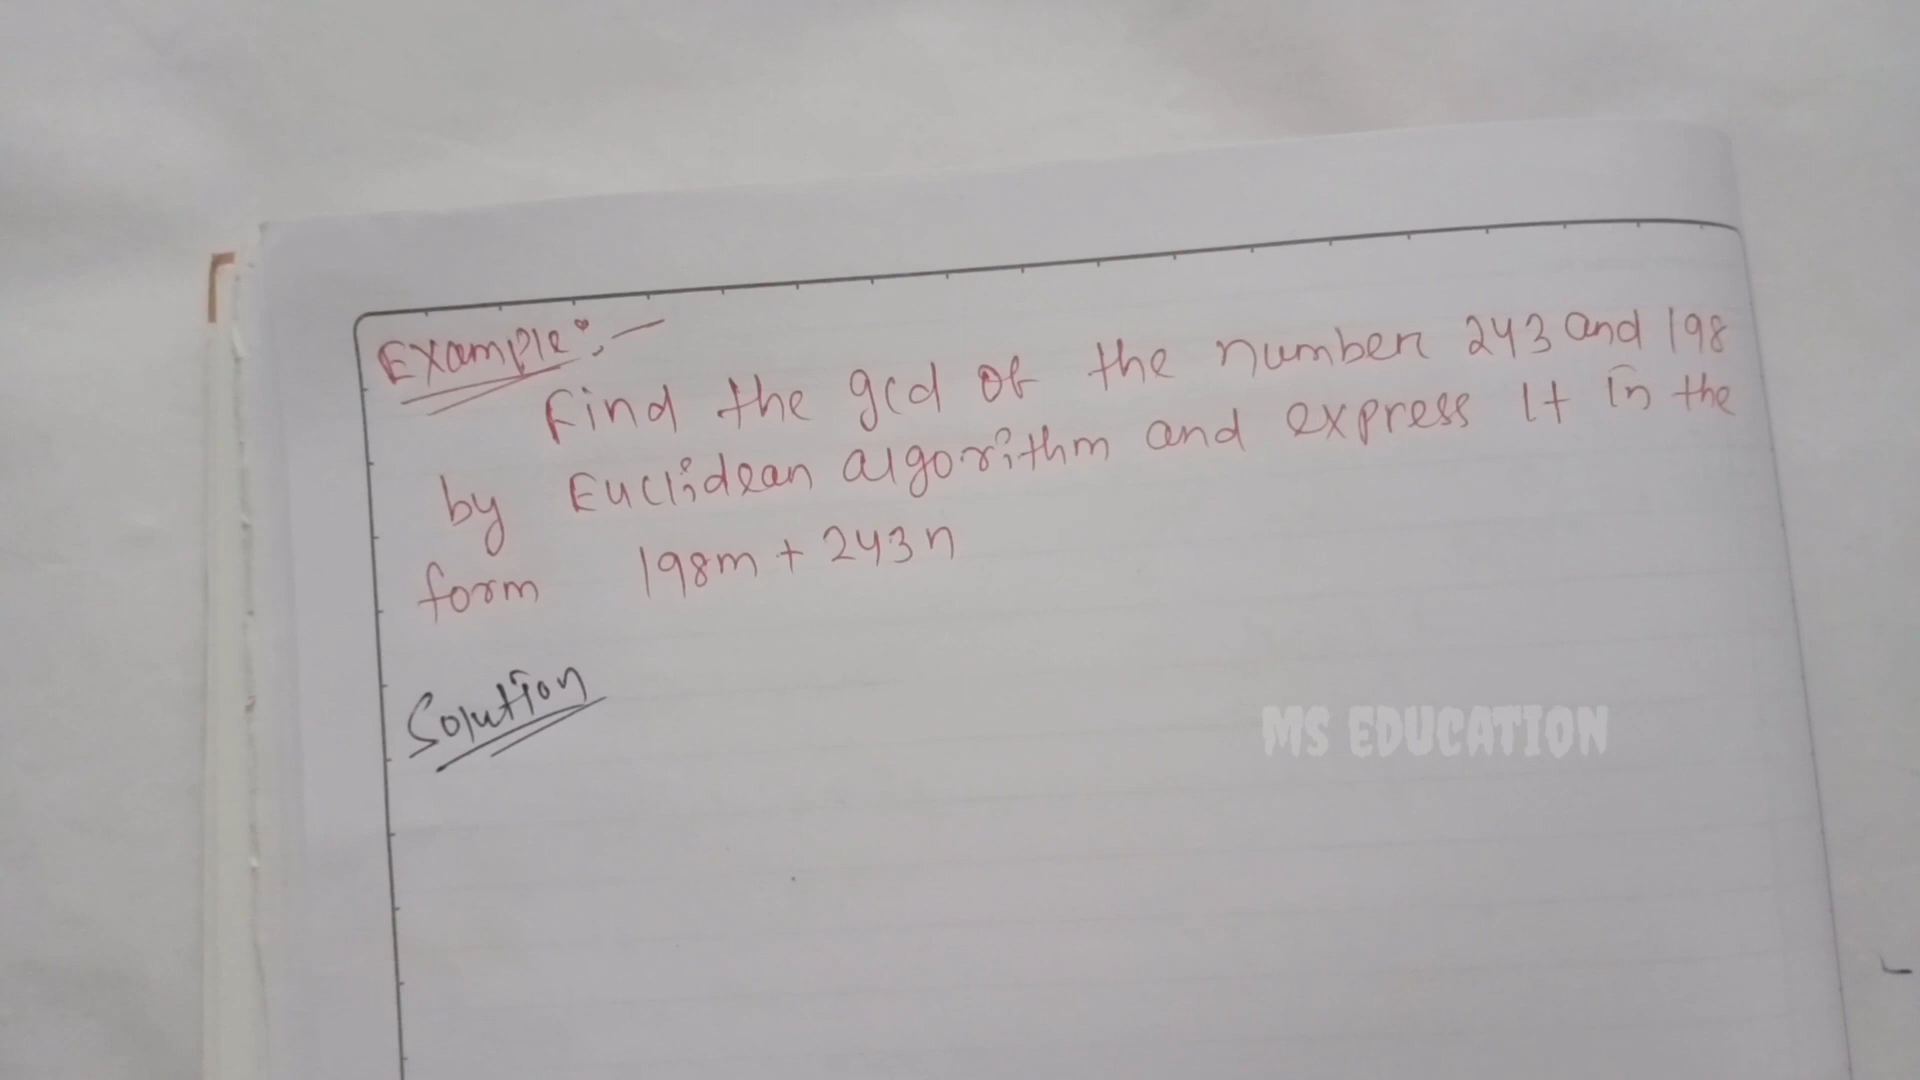 Example:-
Find the gcd of the number 243 and 198
by Euclidean algorithm and express it in the
form 198m + 243n
Solution
MS EDUCATION